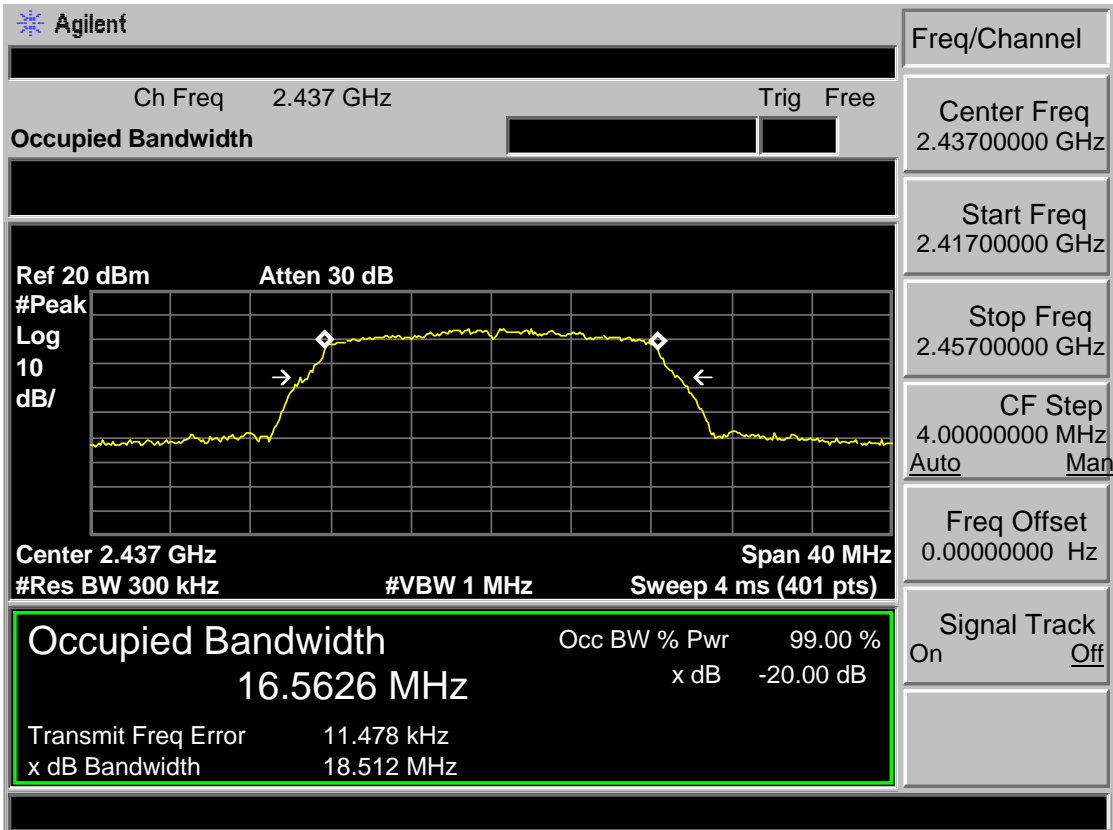 Agilent
Freq/Channel
Ch Freq 2.437 GHz Trig Free
Occupied Bandwidth
Center Freq
2.43700000 GHz
Start Freq
2.41700000 GHz
Ref 20 dBm Atten 30 dB
#Peak
Log
10
dB/
Stop Freq
2.45700000 GHz
CF Step
4.00000000 MHz
Auto Man
Freq Offset
0.00000000 Hz
Center 2.437 GHz Span 40 MHz
#Res BW 300 kHz #VBW 1 MHz Sweep 4 ms (401 pts)
Signal Track
On Off
Occupied Bandwidth Occ BW % Pwr 99.00 %
16.5626 MHz x dB -20.00 dB
Transmit Freq Error 11.478 kHz
x dB Bandwidth 18.512 MHz